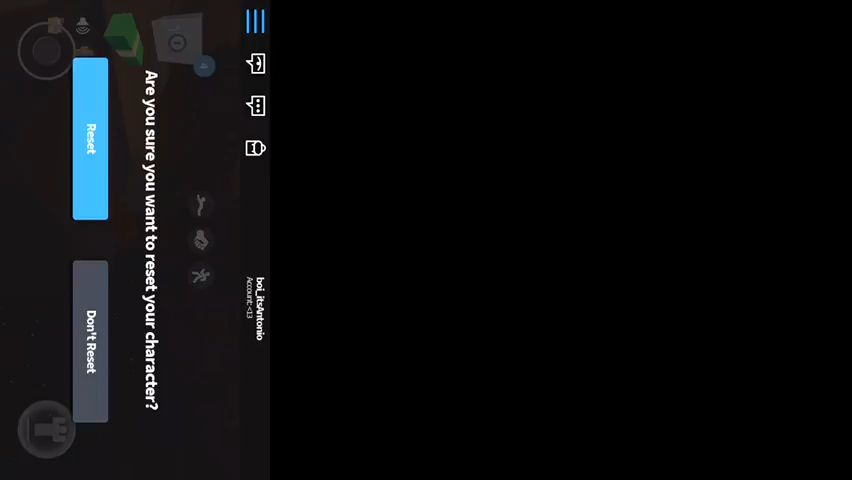 boi_itsAntonio
Account: <13
Are you sure you want to reset your character?
Reset
Don't Reset